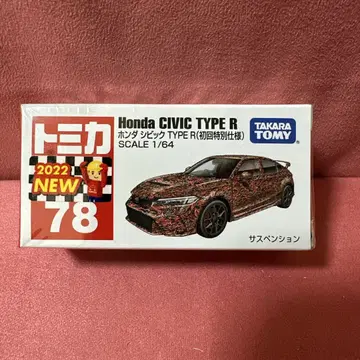 トミカ
2022
NEW
78
Honda CIVIC TYPE R
ホンダ シビック TYPE R(初回特別仕様)
SCALE 1/64
TAKARA
TOMY
サスペンション